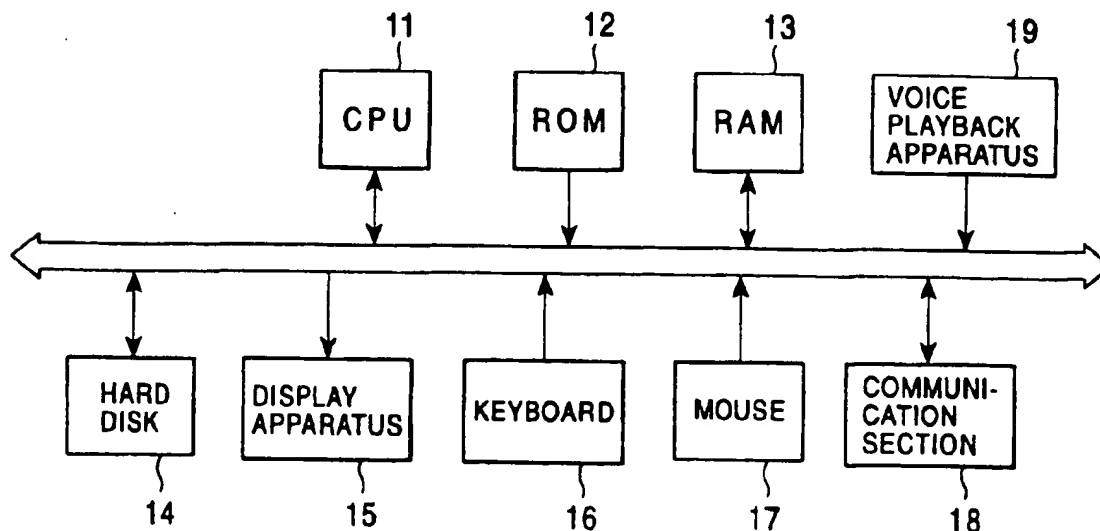 11
12
13
19
CPU
ROM
RAM
VOICE
PLAYBACK
APPARATUS
HARD
DISK
DISPLAY
APPARATUS
KEYBOARD
MOUSE
COMMUNI-
CATION
SECTION
14
15
16
17
18